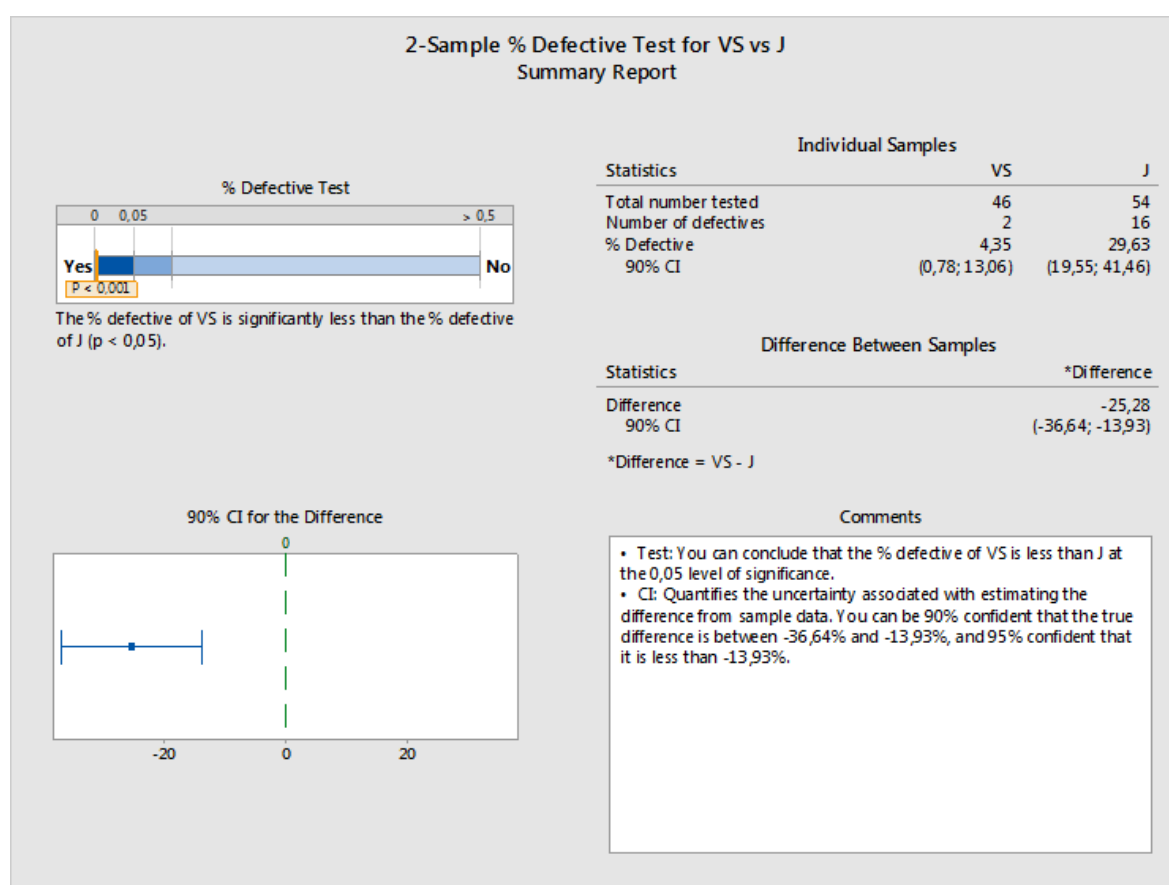 2-Sample % Defective Test for VS vs J
Summary Report
% Defective Test
0 0,05 > 0,5
Yes No
P < 0,001
The % defective of VS is significantly less than the % defective
of J (p < 0,05).
Individual Samples
Statistics VS J
Total number tested 46 54
Number of defectives 2 16
% Defective 4,35 29,63
90% CI (0,78; 13,06) (19,55; 41,46)
Difference Between Samples
Statistics *Difference
Difference -25,28
90% CI (-36,64; -13,93)
*Difference = VS - J
90% CI for the Difference
0
-20 0 20
Comments
• Test: You can conclude that the % defective of VS is less than J at
the 0,05 level of significance.
• CI: Quantifies the uncertainty associated with estimating the
difference from sample data. You can be 90% confident that the true
difference is between -36,64% and -13,93%, and 95% confident that
it is less than -13,93%.